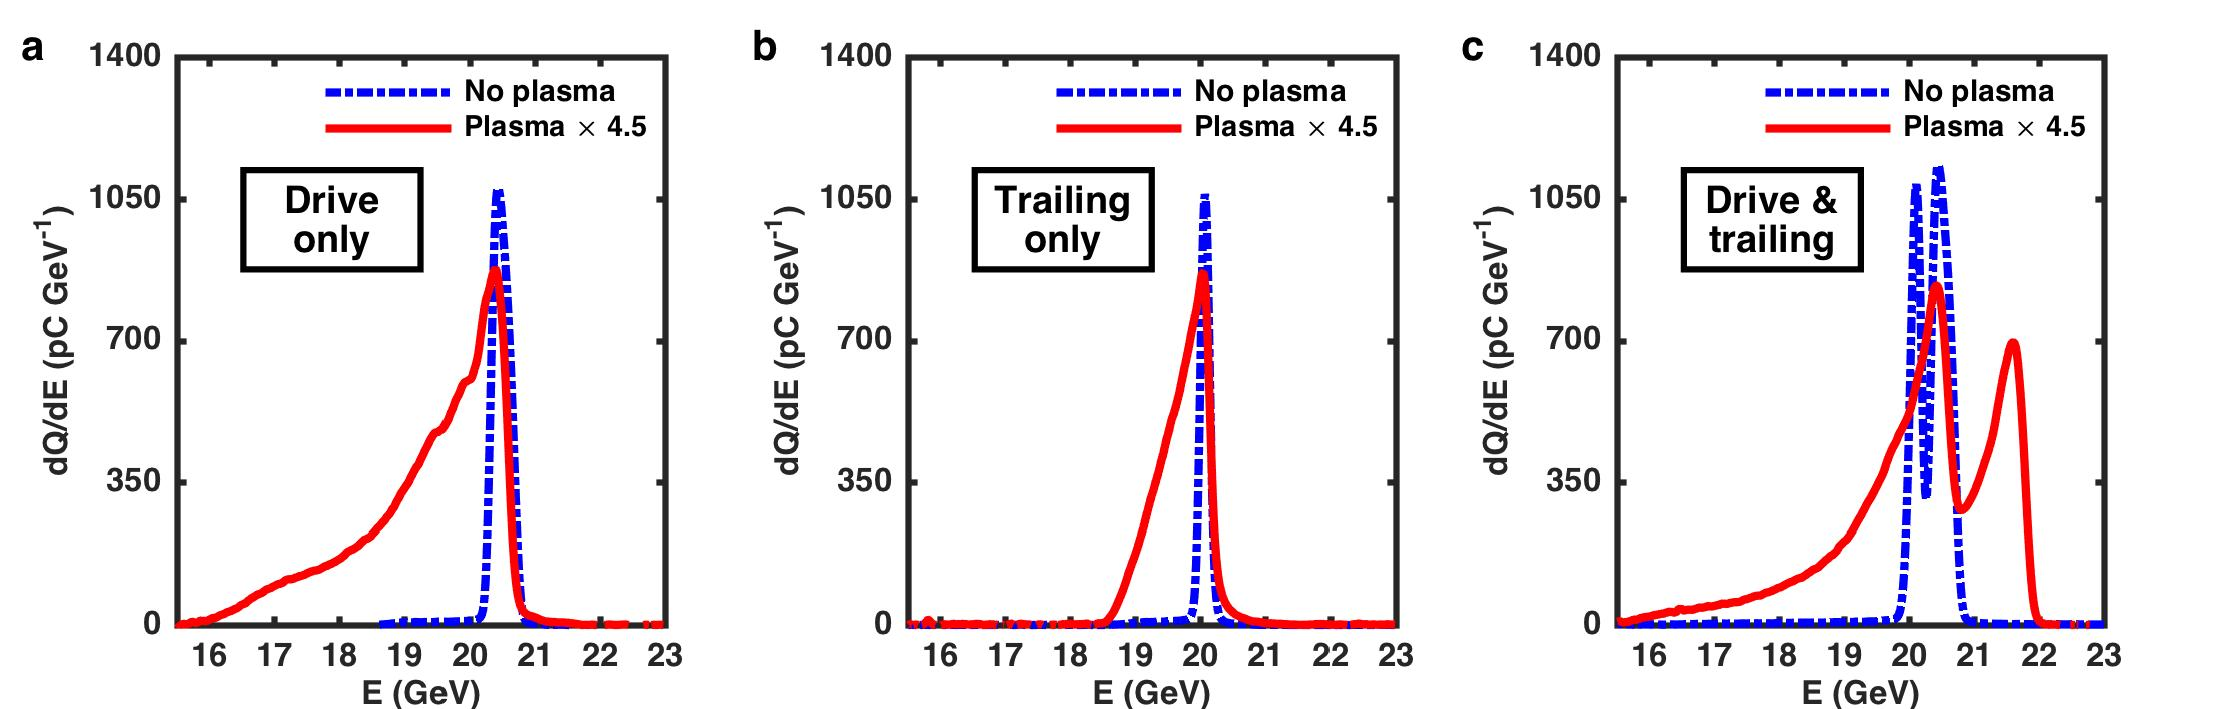 a
1400
1050
700
350
0
dQ/dE (pC GeV-1)
No plasma
Plasma × 4.5
Drive
only
16 17 18 19 20 21 22 23
E (GeV)
b
1400
1050
700
350
0
dQ/dE (pC GeV-1)
No plasma
Plasma × 4.5
Trailing
only
16 17 18 19 20 21 22 23
E (GeV)
c
1400
1050
700
350
0
dQ/dE (pC GeV-1)
No plasma
Plasma × 4.5
Drive &
trailing
16 17 18 19 20 21 22 23
E (GeV)